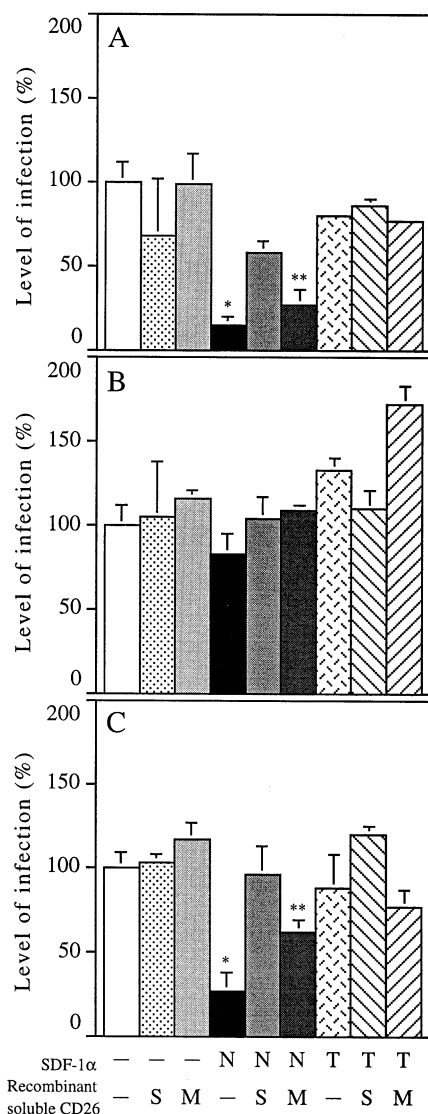 A
Level of infection (%)
200
150
100
50
0
*
**
B
Level of infection (%)
200
150
100
50
0
C
Level of infection (%)
200
150
100
50
0
*
**
SDF-1α — — — N N N T T T
Recombinant
soluble CD26 — S M — S M — S M